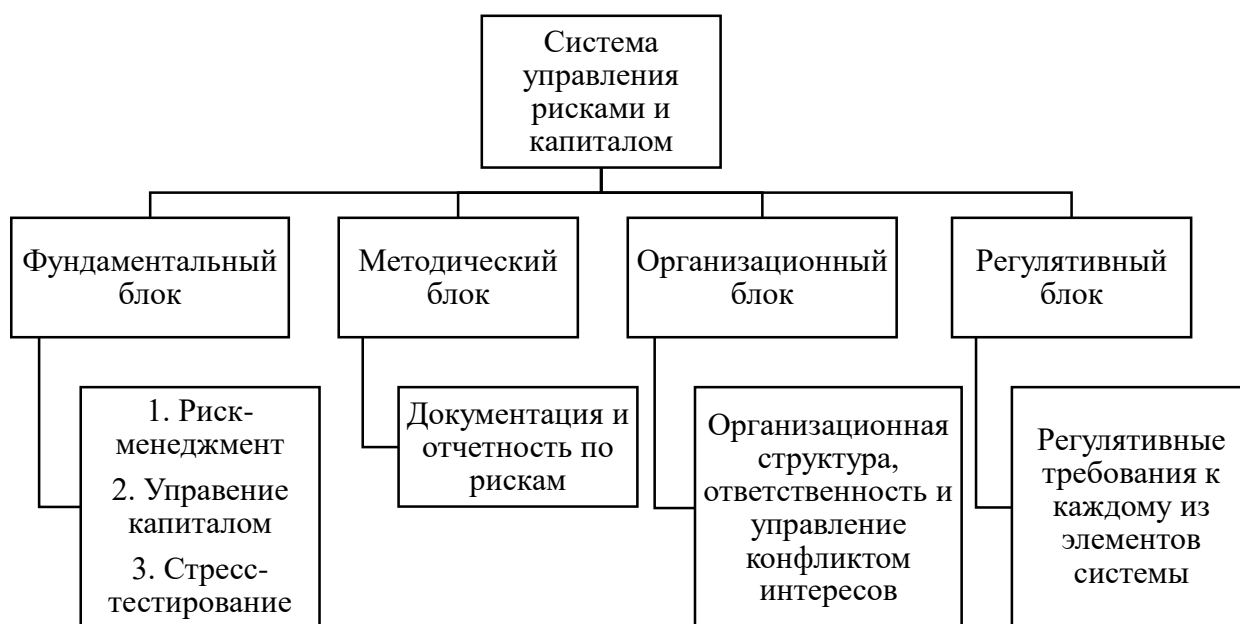 Система
управления
рисками и
капиталом
Фундаментальный
блок
Методический
блок
Организационный
блок
Регулятивный
блок
1. Риск-
менеджмент
2. Управение
капиталом
3. Стресс-
тестирование
Документация и
отчетность по
рискам
Организационная
структура,
ответственность и
управление
конфликтом
интересов
Регулятивные
требования к
каждому из
элементов
системы